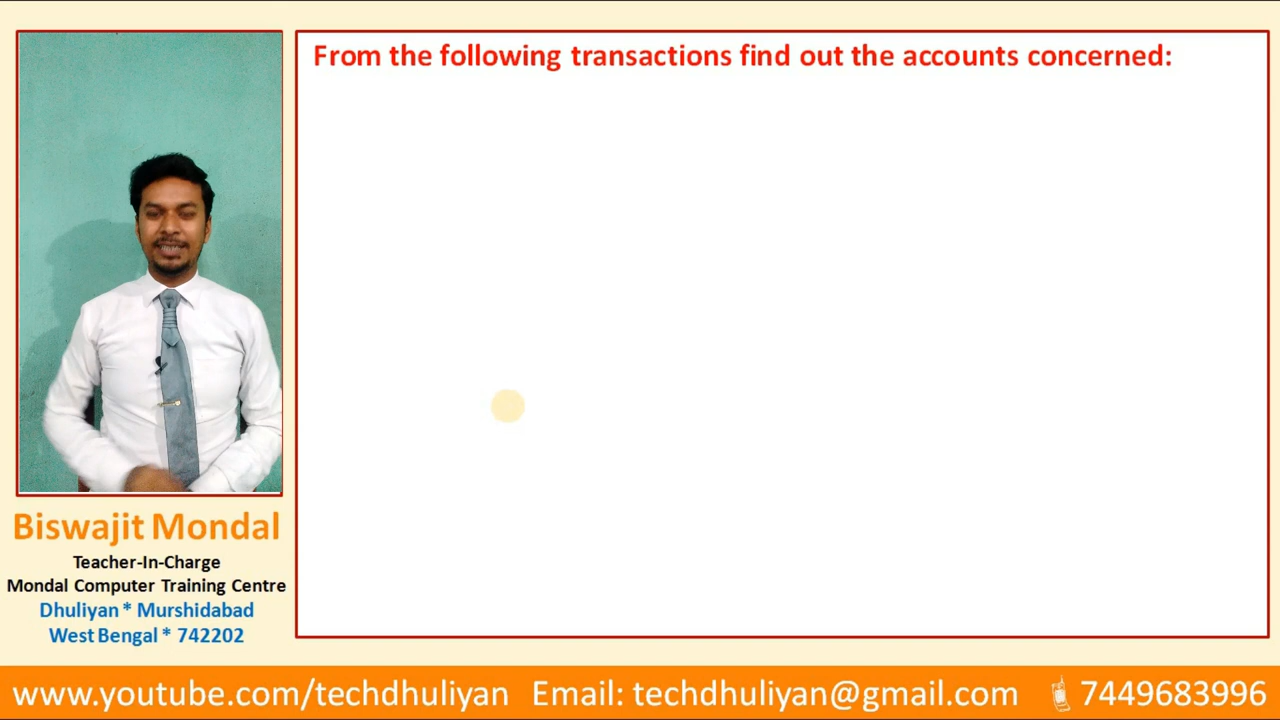 From the following transactions find out the accounts concerned:
Biswajit Mondal
Teacher-In-Charge
Mondal Computer Training Centre
Dhuliyan * Murshidabad
West Bengal * 742202
www.youtube.com/techdhuliyan Email: techdhuliyan@gmail.com 7449683996